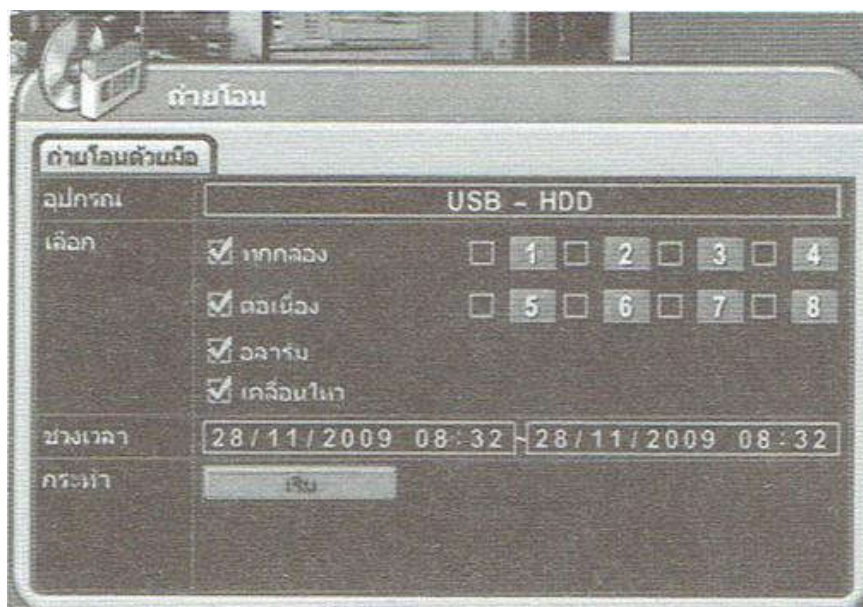 ถ่ายโอน
ถ่ายโอนด้วยมือ
อุปกรณ์ USB - HDD
เลือก ทุกกล้อง 1 2 3 4
ต่อเนื่อง 5 6 7 8
อลาร์ม
เคลื่อนไหว
ช่วงเวลา 28/11/2009 08:32 ~ 28/11/2009 08:32
กระทำ เริ่ม